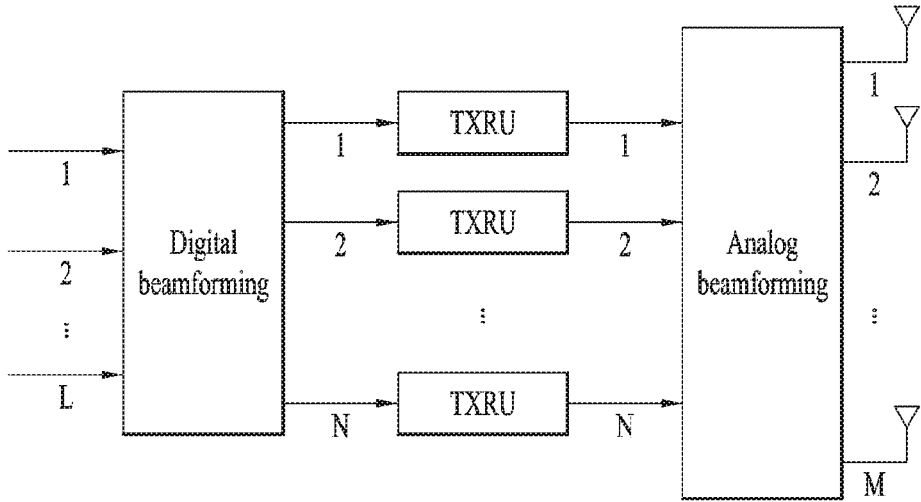 1
2
⋮
L
Digital
beamforming
1
2
N
TXRU
TXRU
⋮
TXRU
1
2
N
Analog
beamforming
1
2
⋮
M